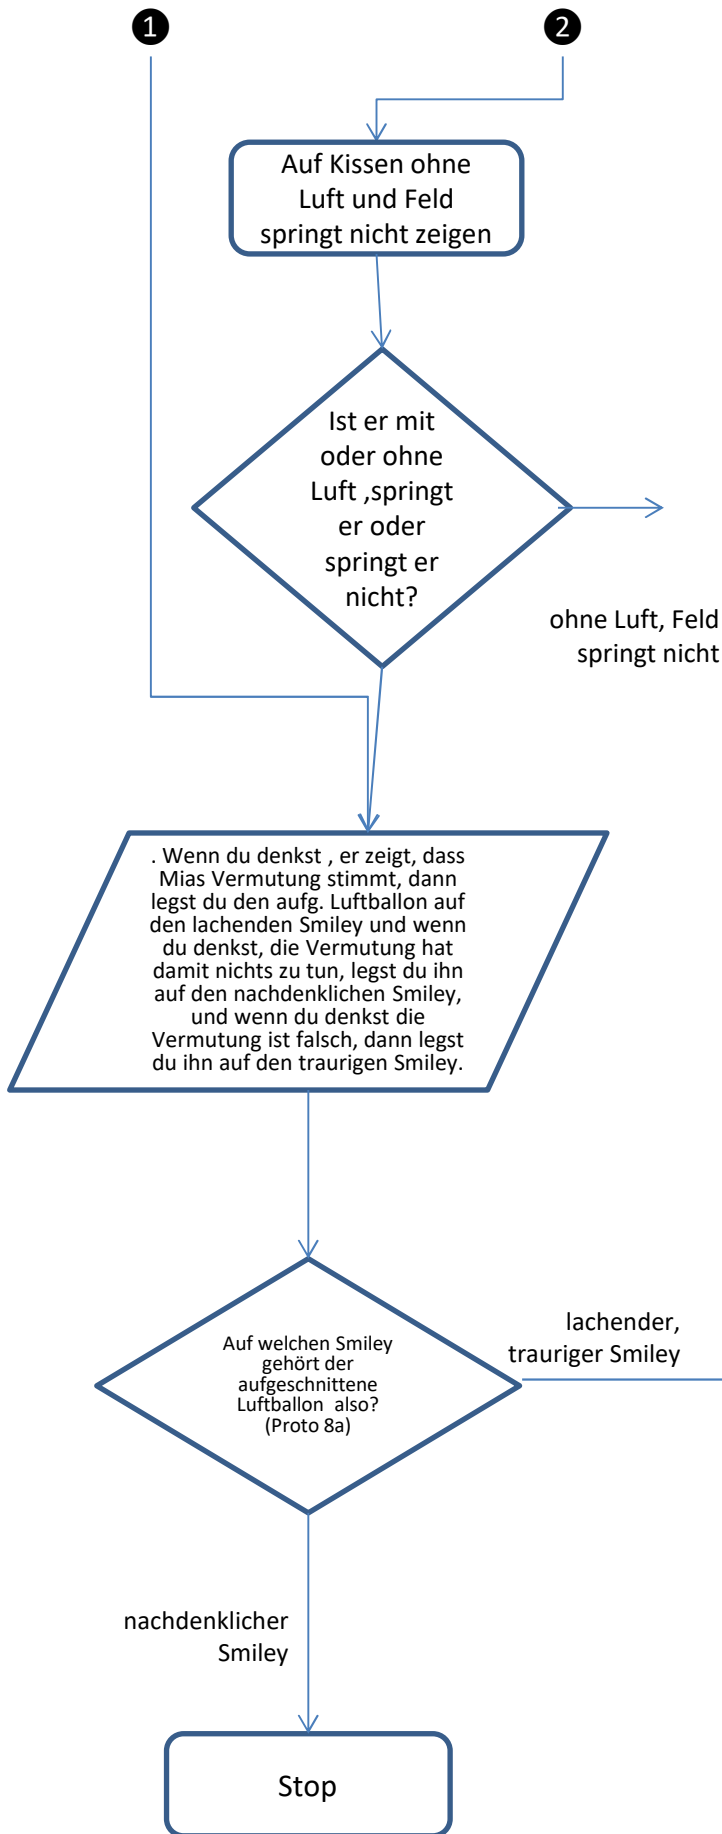 ❶
❷
Auf Kissen ohne
Luft und Feld
springt nicht zeigen
Ist er mit
oder ohne
Luft ,springt
er oder
springt er
nicht?
ohne Luft, Feld
springt nicht
. Wenn du denkst , er zeigt, dass
Mias Vermutung stimmt, dann
legst du den aufg. Luftballon auf
den lachenden Smiley und wenn
du denkst, die Vermutung hat
damit nichts zu tun, legst du ihn
auf den nachdenklichen Smiley,
und wenn du denkst die
Vermutung ist falsch, dann legst
du ihn auf den traurigen Smiley.
Auf welchen Smiley
gehört der
aufgeschnittene
Luftballon also?
(Proto 8a)
lachender,
trauriger Smiley
nachdenklicher
Smiley
Stop